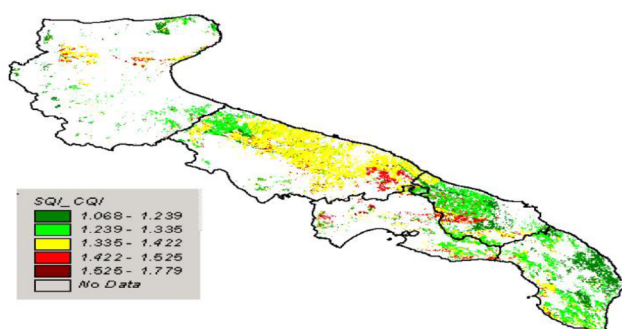 SQI_CQI
1.068 - 1.239
1.239 - 1.335
1.335 - 1.422
1.422 - 1.525
1.525 - 1.779
No Data